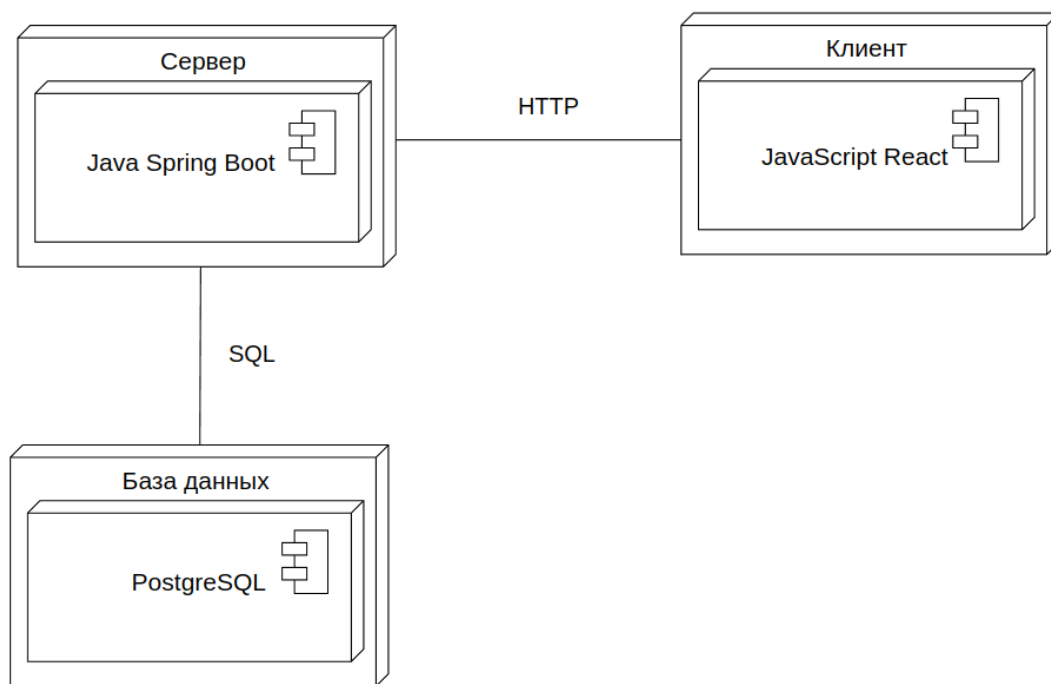 Сервер
Java Spring Boot
HTTP
Клиент
JavaScript React
SQL
База данных
PostgreSQL